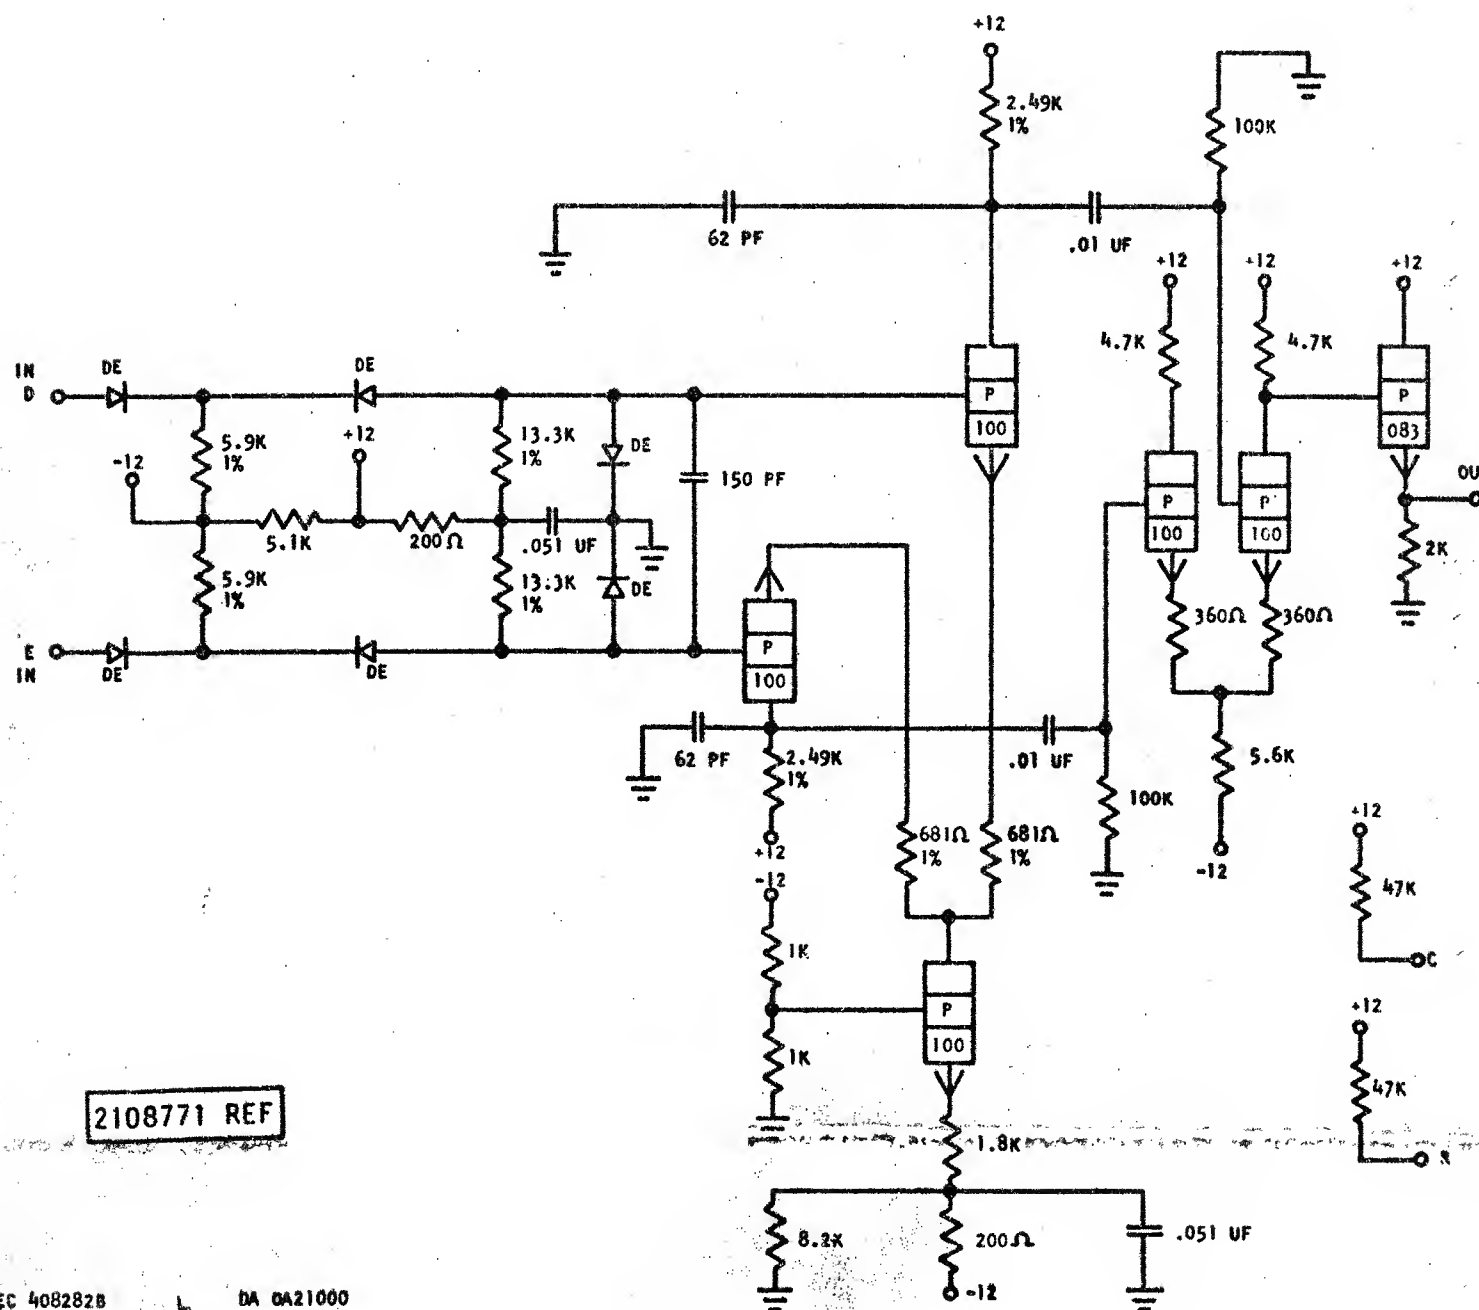 +12
2.49K
1%
100K
62 PF
.01 UF
+12
+12
+12
4.7K
4.7K
IN
D
DE
DE
P
100
P
083
5.9K
1%
+12
13.3K
1%
DE
-12
150 PF
OU
5.1K
200Ω
.051 UF
P
100
P
100
2K
5.9K
1%
13.3K
1%
DE
360Ω
360Ω
E
IN
DE
DE
P
100
62 PF
2.49K
1%
.01 UF
5.6K
100K
+12
-12
681Ω
1%
681Ω
1%
-12
+12
47K
C
1K
P
100
1K
+12
47K
2108771 REF
1.8K
8.2K
200Ω
.051 UF
-12
EC 408282B
L
DA 0A21000